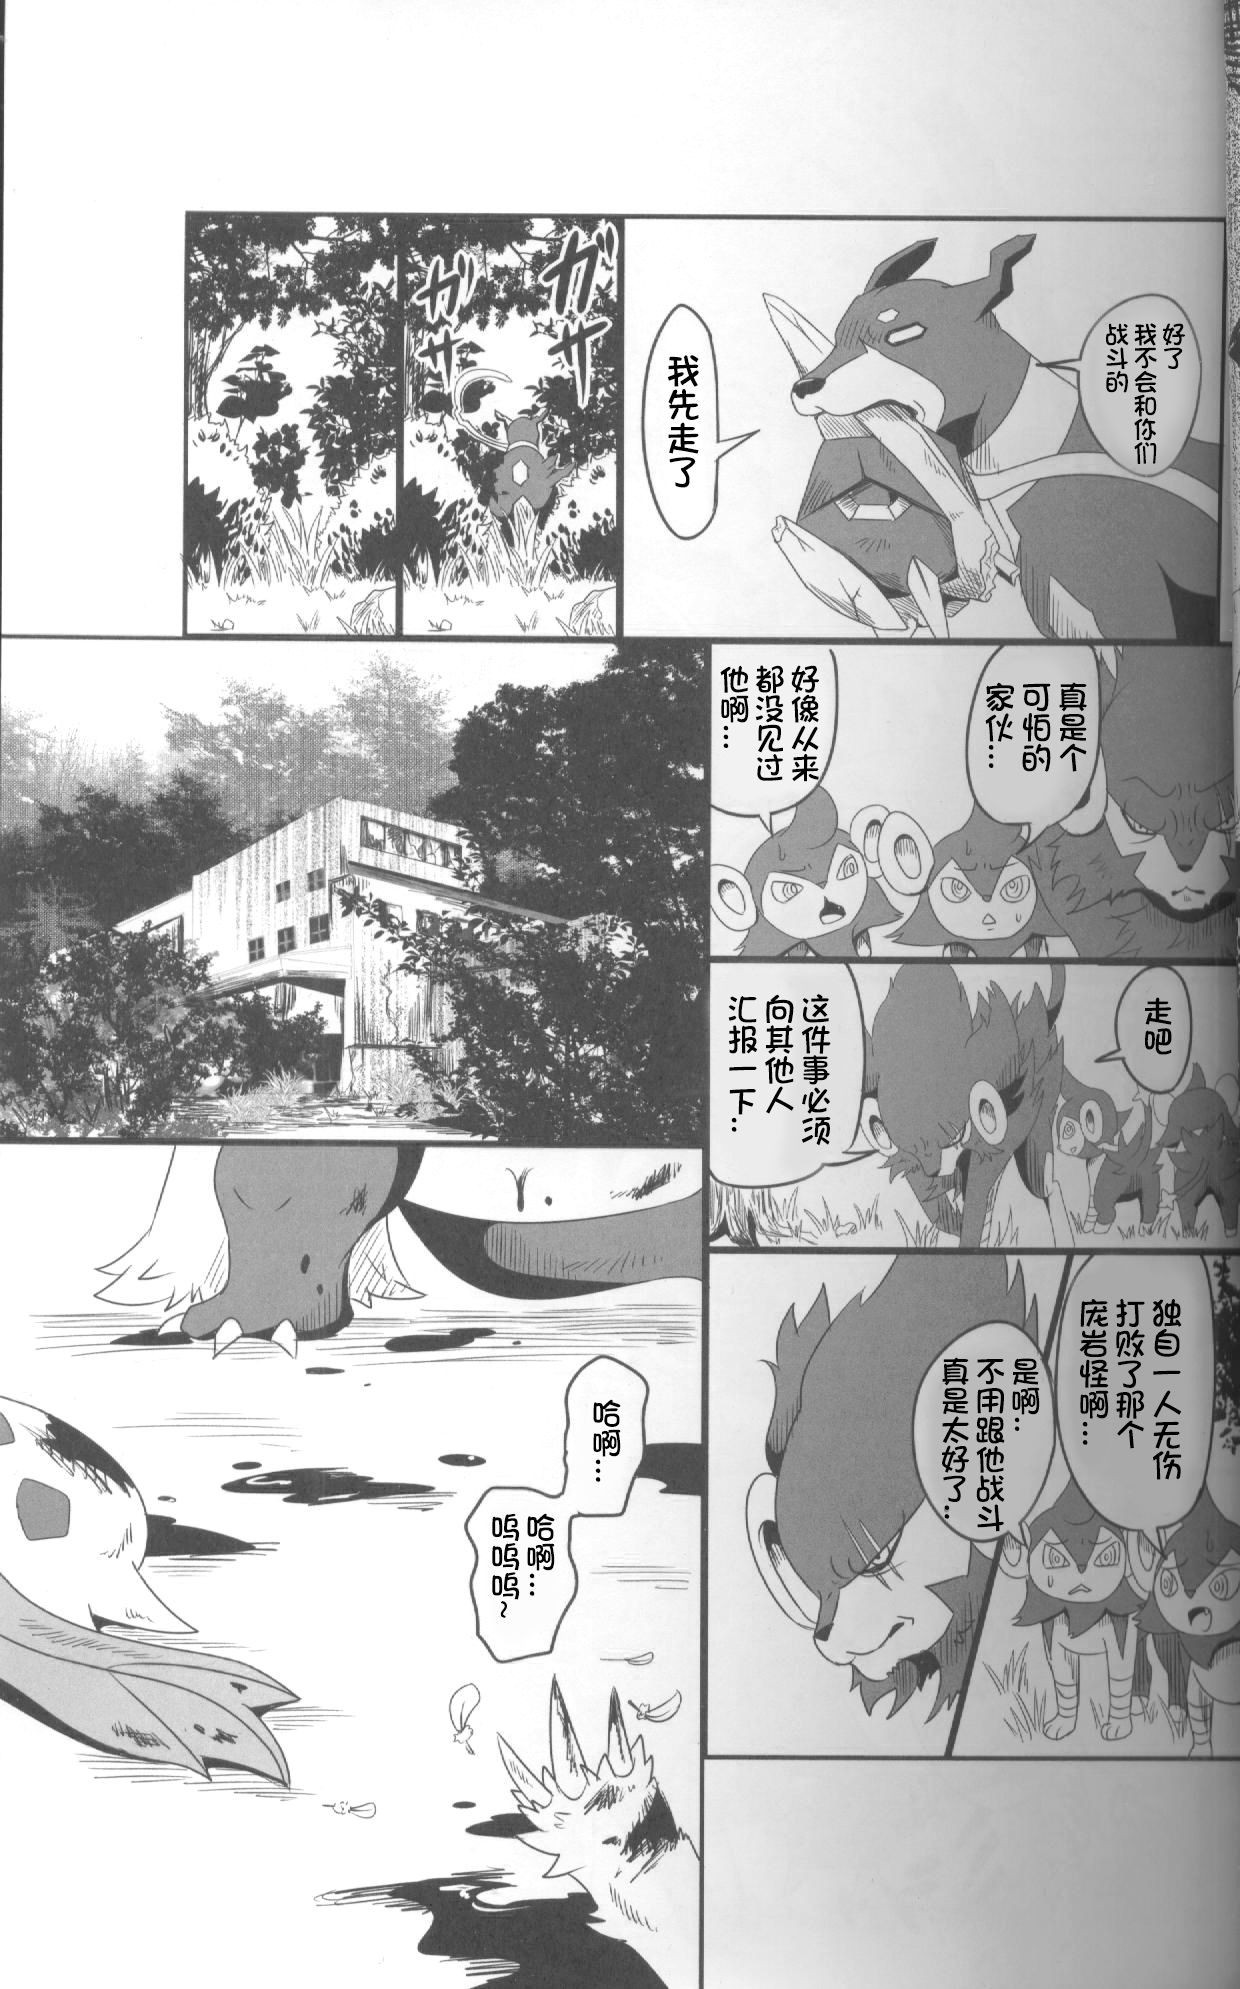 好了
我不会和你们
战斗的
我先走了
ガサ
ガサ
真是个
可怕的
家伙…
好像从来
都没见过
他啊…
走吧
这件事必须
向其他人
汇报一下…
独自一人无伤
打败了那个
庞岩怪啊…
是啊…
不用跟他战斗
真是太好了…
哈啊…
哈啊…
呜呜呜~